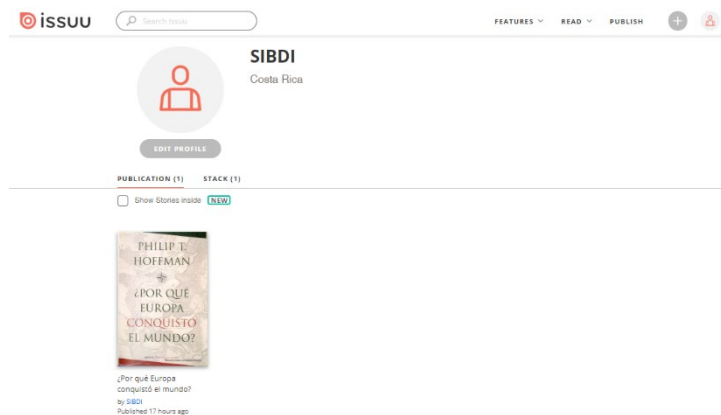 issuu
Search Issuu
FEATURES
READ
PUBLISH
SIBDI
Costa Rica
EDIT PROFILE
PUBLICATION (1)
STACK (1)
Show Stories Inside NEW
PHILIP T.
HOFFMAN
¿POR QUÉ
EUROPA
CONQUISTÓ
EL MUNDO?
¿Por qué Europa
conquistó el mundo?
by SIBDI
Published 17 hours ago